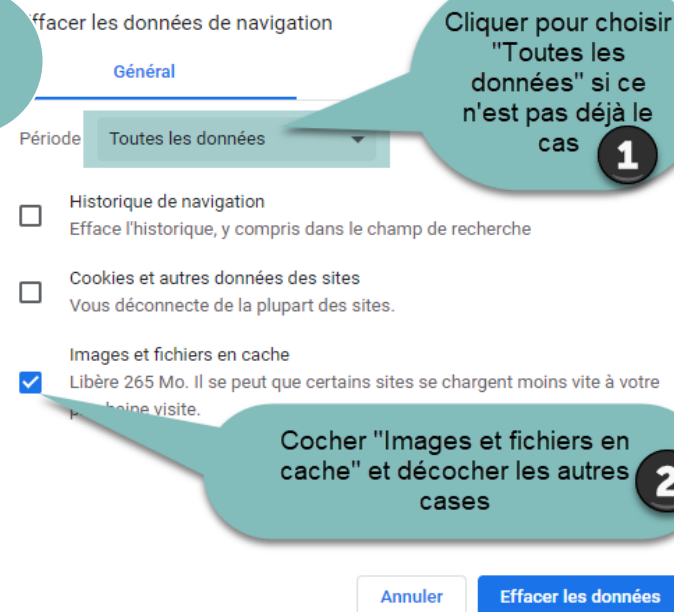 Effacer les données de navigation
Général
Période Toutes les données
Cliquer pour choisir
"Toutes les
données" si ce
n'est pas déjà le
cas
1
Historique de navigation
Efface l'historique, y compris dans le champ de recherche
Cookies et autres données des sites
Vous déconnecte de la plupart des sites.
Images et fichiers en cache
Libère 265 Mo. Il se peut que certains sites se chargent moins vite à votre
prochaine visite.
Cocher "Images et fichiers en
cache" et décocher les autres
cases
2
Annuler
Effacer les données